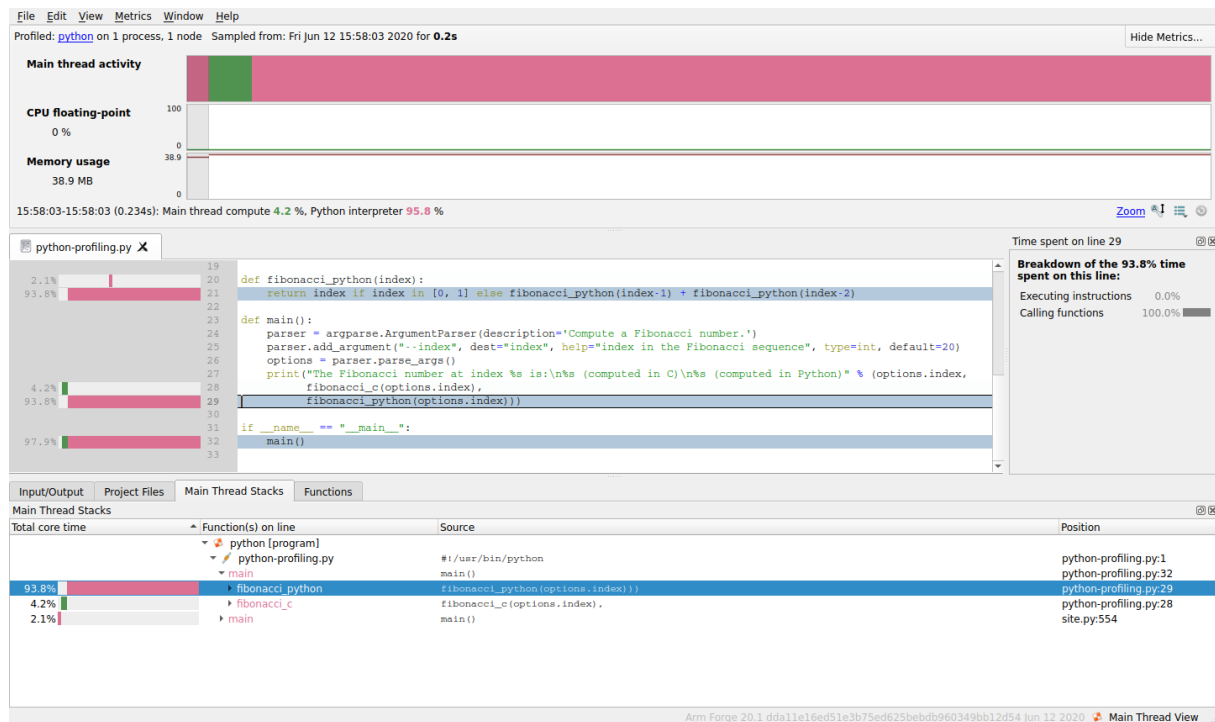 File Edit View Metrics Window Help
Profiled: python on 1 process, 1 node Sampled from: Fri Jun 12 15:58:03 2020 for 0.2s
Hide Metrics...
Main thread activity
CPU floating-point
0 %
100
0
Memory usage
38.9 MB
38.9
0
15:58:03-15:58:03 (0.234s): Main thread compute 4.2 %, Python interpreter 95.8 %
Zoom
python-profiling.py
19
2.1% 20 def fibonacci_python(index):
93.8% 21 return index if index in [0, 1] else fibonacci_python(index-1) + fibonacci_python(index-2)
22
23 def main():
24 parser = argparse.ArgumentParser(description='Compute a Fibonacci number.')
25 parser.add_argument("--index", dest="index", help="index in the Fibonacci sequence", type=int, default=20)
26 options = parser.parse_args()
27 print("The Fibonacci number at index %s is:\n%s (computed in C)\n%s (computed in Python)" % (options.index,
4.2% 28 fibonacci_c(options.index),
93.8% 29 fibonacci_python(options.index)))
30
31 if __name__ == "__main__":
97.9% 32 main()
33
Time spent on line 29
Breakdown of the 93.8% time
spent on this line:
Executing instructions 0.0%
Calling functions 100.0%
Input/Output Project Files Main Thread Stacks Functions
Main Thread Stacks
Total core time Function(s) on line Source Position
python [program]
python-profiling.py #!/usr/bin/python python-profiling.py:1
main main() python-profiling.py:32
93.8% fibonacci_python fibonacci_python(options.index))) python-profiling.py:29
4.2% fibonacci_c fibonacci_c(options.index), python-profiling.py:28
2.1% main main() site.py:554
Arm Forge 20.1 dda11e16ed51e3b75ed625bebdb960349bb12d54 Jun 12 2020 Main Thread View